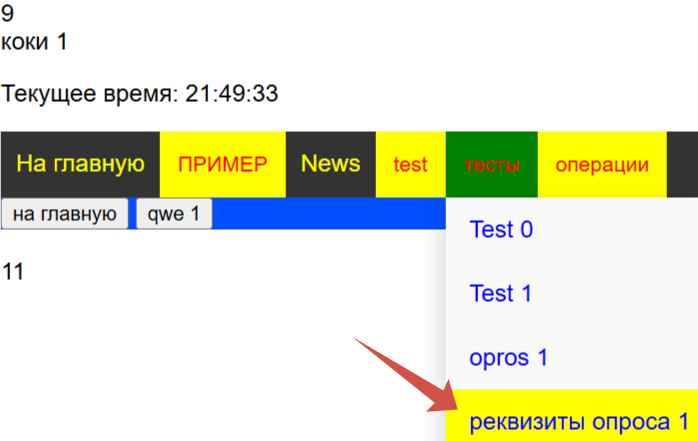 9
коки 1
Текущее время: 21:49:33
На главную ПРИМЕР News test тесты операции
на главную qwe 1
Test 0
11
Test 1
opros 1
реквизиты опроса 1